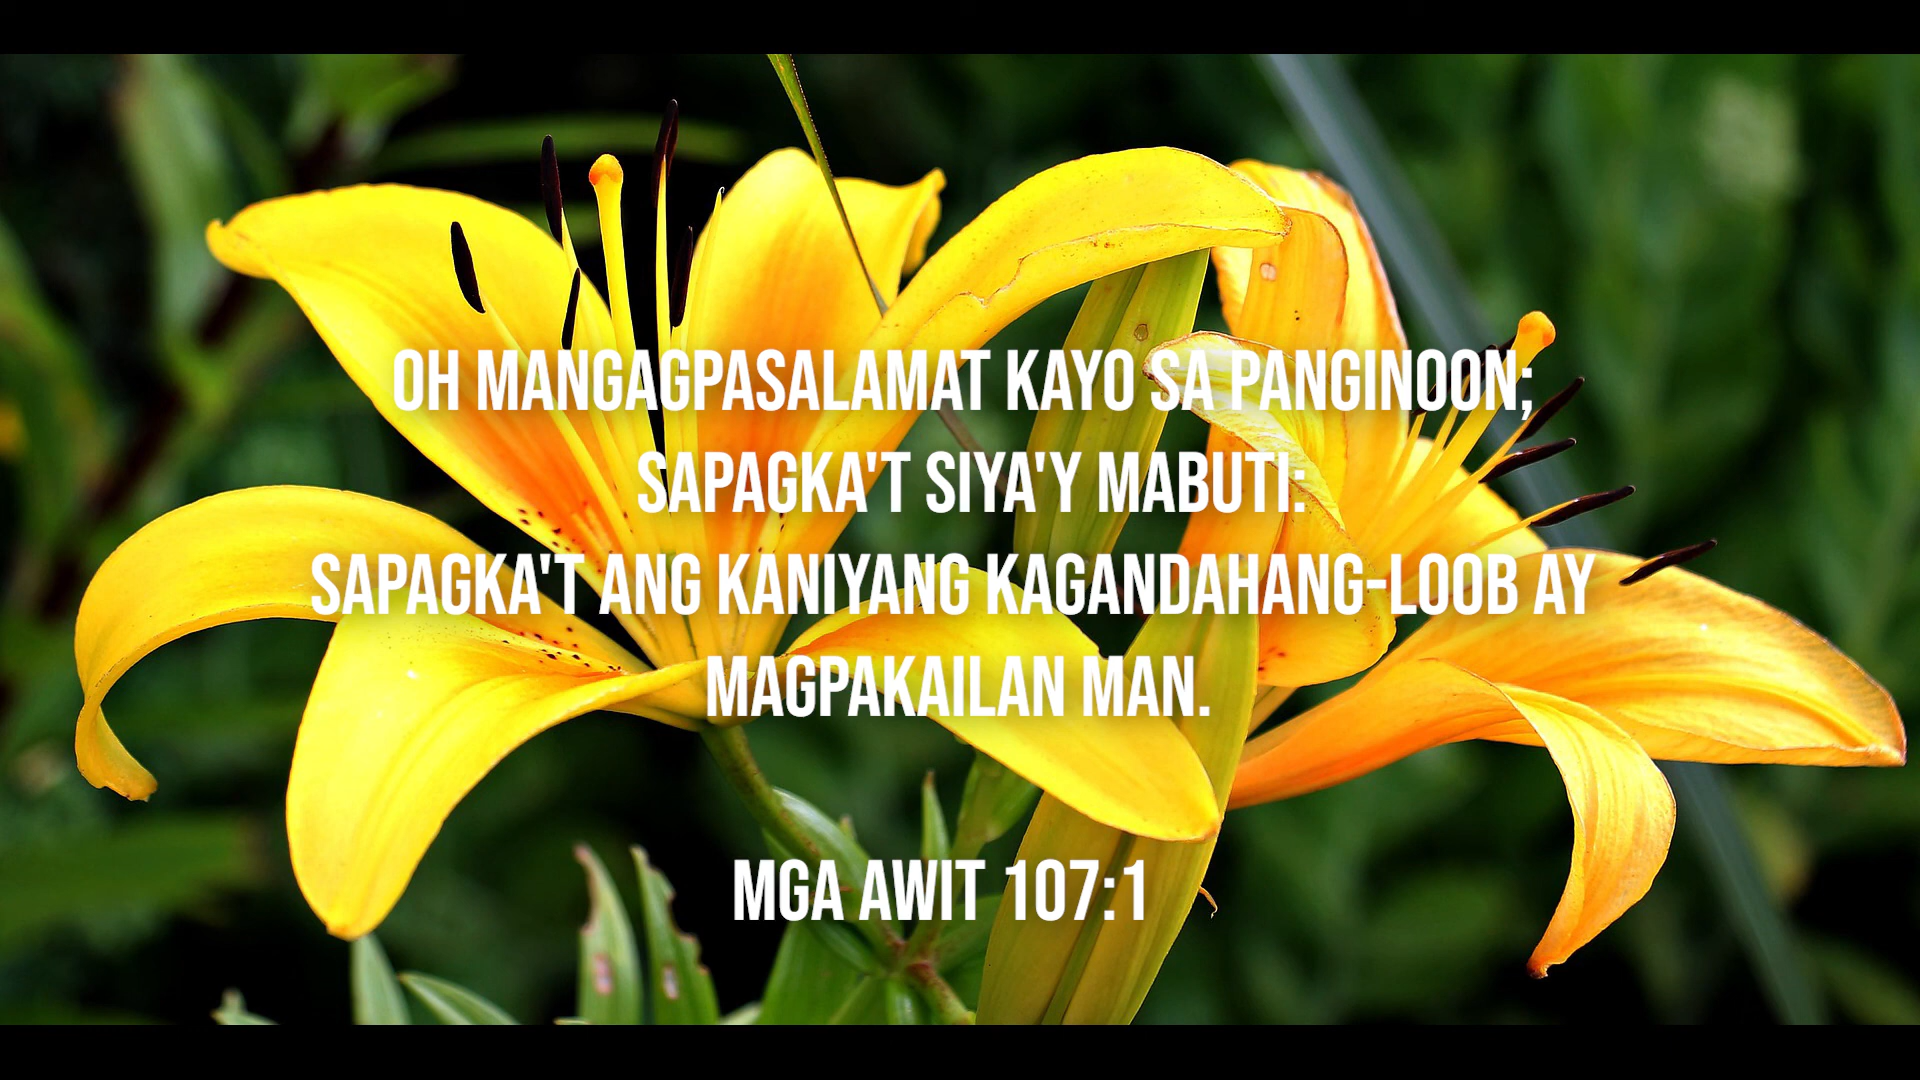 OH MANGAGPASALAMAT KAYO SA PANGINOON;
SAPAGKA'T SIYA'Y MABUTI:
SAPAGKA'T ANG KANIYANG KAGANDAHANG-LOOB AY
MAGPAKAILAN MAN.
MGA AWIT 107:1